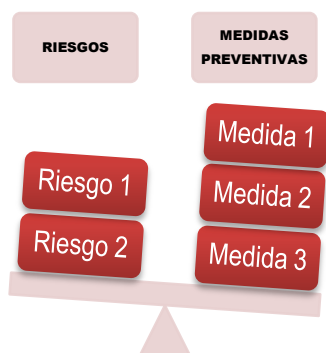 RIESGOS
MEDIDAS
PREVENTIVAS
Riesgo 1
Riesgo 2
Medida 1
Medida 2
Medida 3